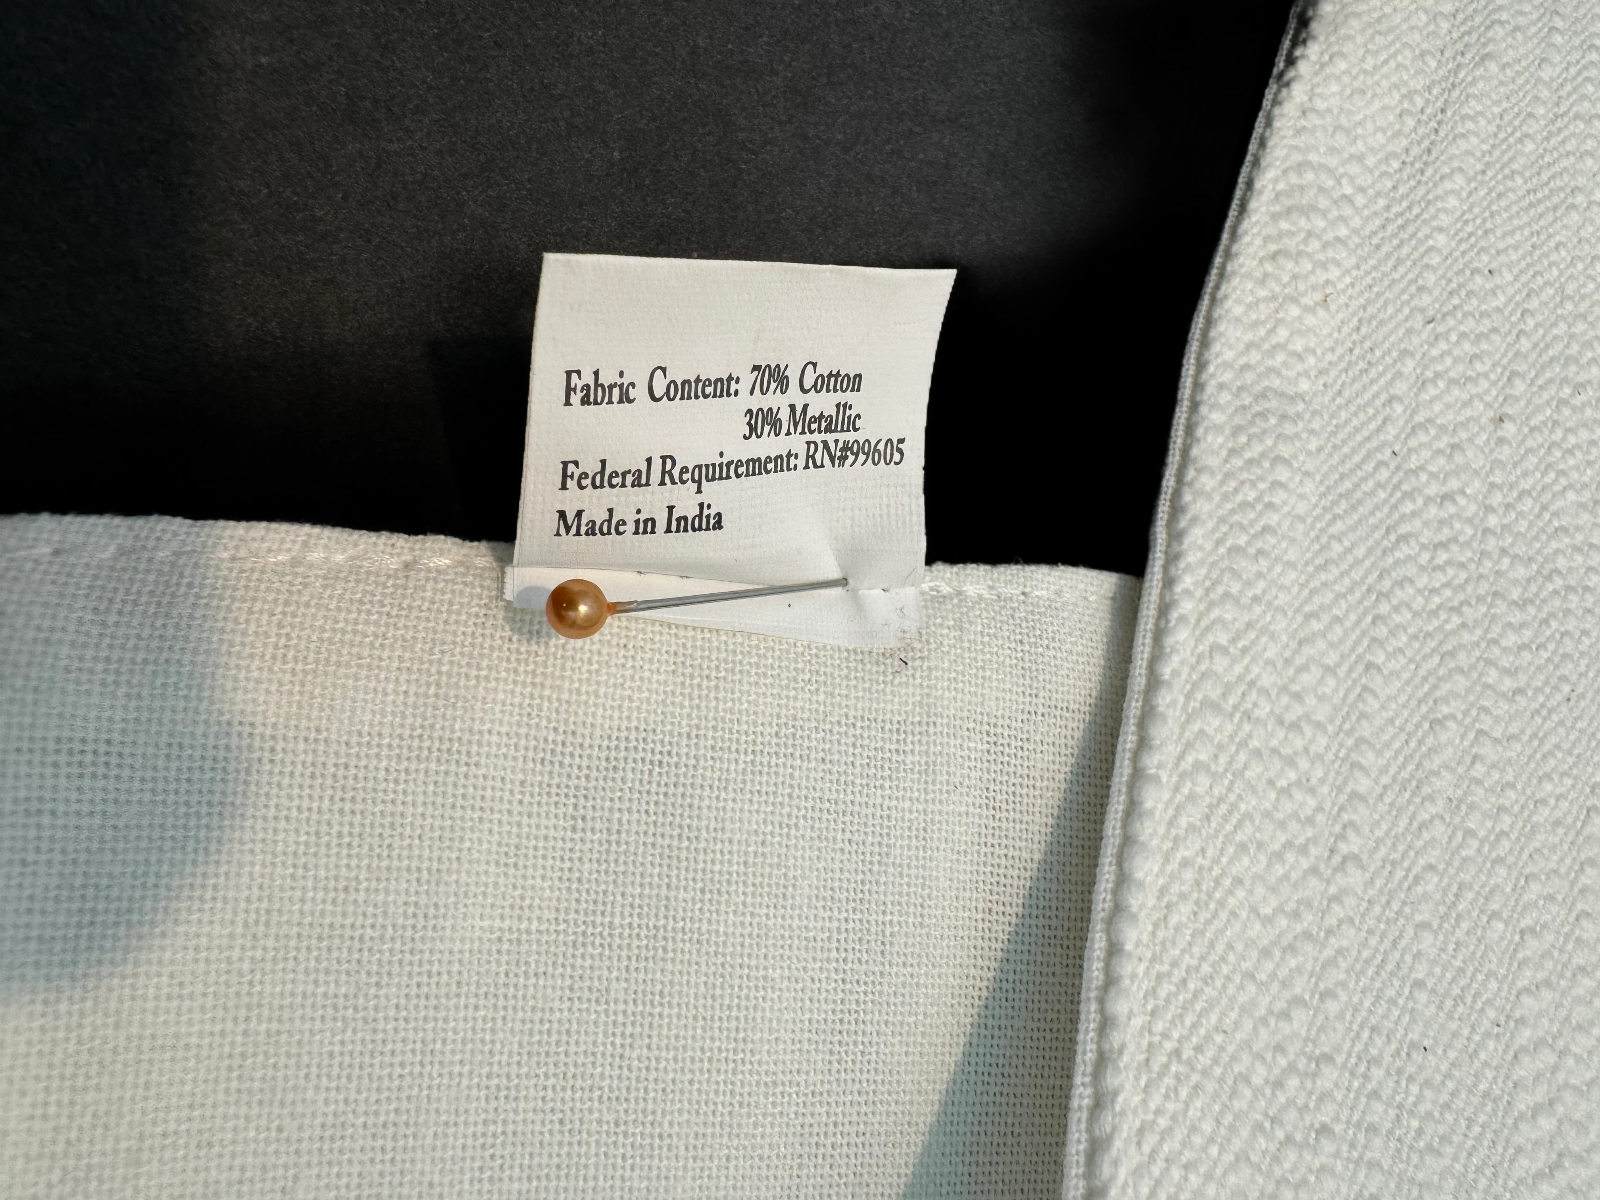 Fabric Content: 70% Cotton
30% Metallic
Federal Requirement: RN#99605
Made in India